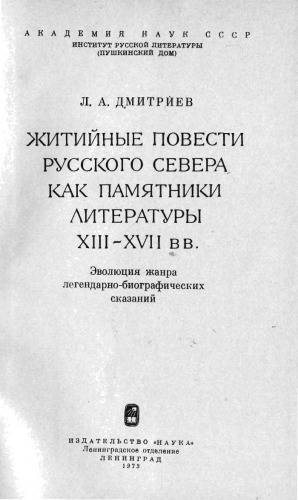 АКАДЕМИЯ НАУК СССР
ИНСТИТУТ РУССКОЙ ЛИТЕРАТУРЫ
(ПУШКИНСКИЙ ДОМ)
Л. А. ДМИТРИЕВ
ЖИТИЙНЫЕ ПОВЕСТИ
РУССКОГО СЕВЕРА
КАК ПАМЯТНИКИ
ЛИТЕРАТУРЫ
XIII–XVII вв.
Эволюция жанра
легендарно-биографических
сказаний
ИЗДАТЕЛЬСТВО «НАУКА»
Ленинградское отделение
ЛЕНИНГРАД
1973